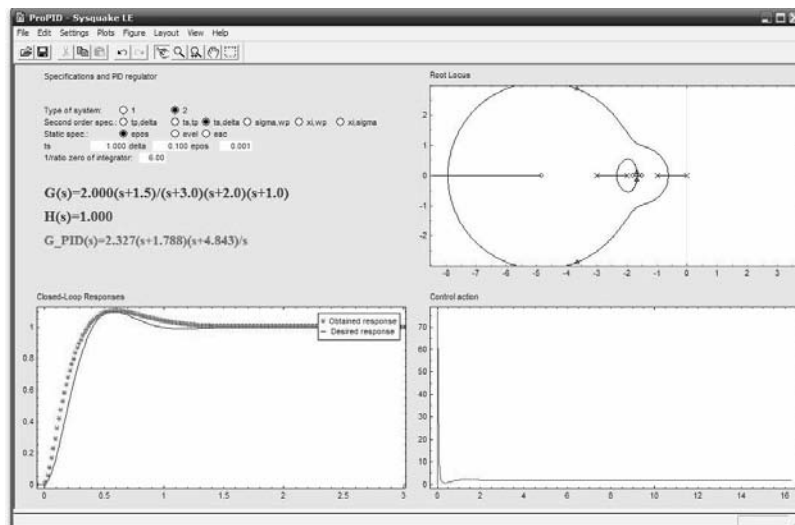 ProPID - Sysquake LE
File Edit Settings Plots Figure Layout View Help
Specifications and PID regulator
Type of system: 1 2
Second order spec.: tp,delta ts,tp ts,delta sigma,wp xi,wp xi,sigma
Static spec.: epos evel eac
ts 1.000 delta 0.100 epos 0.001
1/ratio zero of integrator: 6.00
G(s)=2.000(s+1.5)/(s+3.0)(s+2.0)(s+1.0)
H(s)=1.000
G_PID(s)=2.327(s+1.788)(s+4.843)/s
Root Locus
3
2
1
0
-1
-2
-3
-8 -7 -6 -5 -4 -3 -2 -1 0 1 2 3
Closed-Loop Responses
Obtained response
Desired response
1
0.8
0.6
0.4
0.2
0
0 0.5 1 1.5 2 2.5 3
Control action
70
60
50
40
30
20
10
0
0 2 4 6 8 10 12 14 16